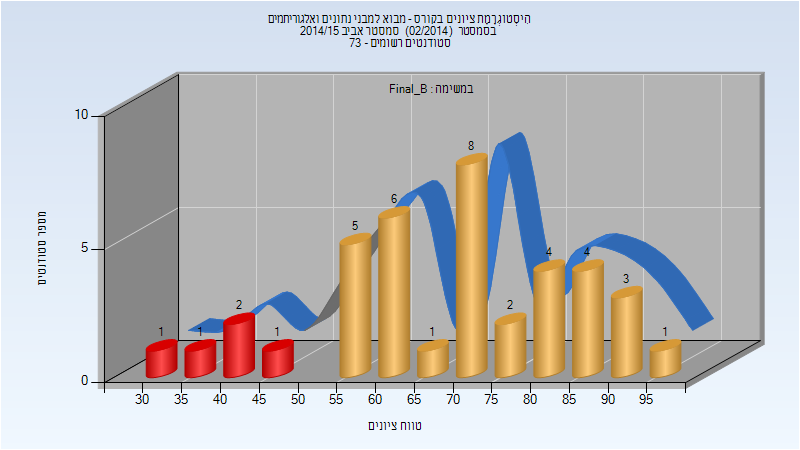 היסטוגרמת ציונים בקורס - מבוא למבני נתונים ואלגוריתמים
בסמסטר (02/2014) סמסטר אביב 2014/15
סטודנטים רשומים - 73
במשימה : Final_B
מספר סטודנטים
10
5
0
1
1
2
1
5
6
1
8
2
4
4
3
1
30 35 40 45 50 55 60 65 70 75 80 85 90 95
טווח ציונים